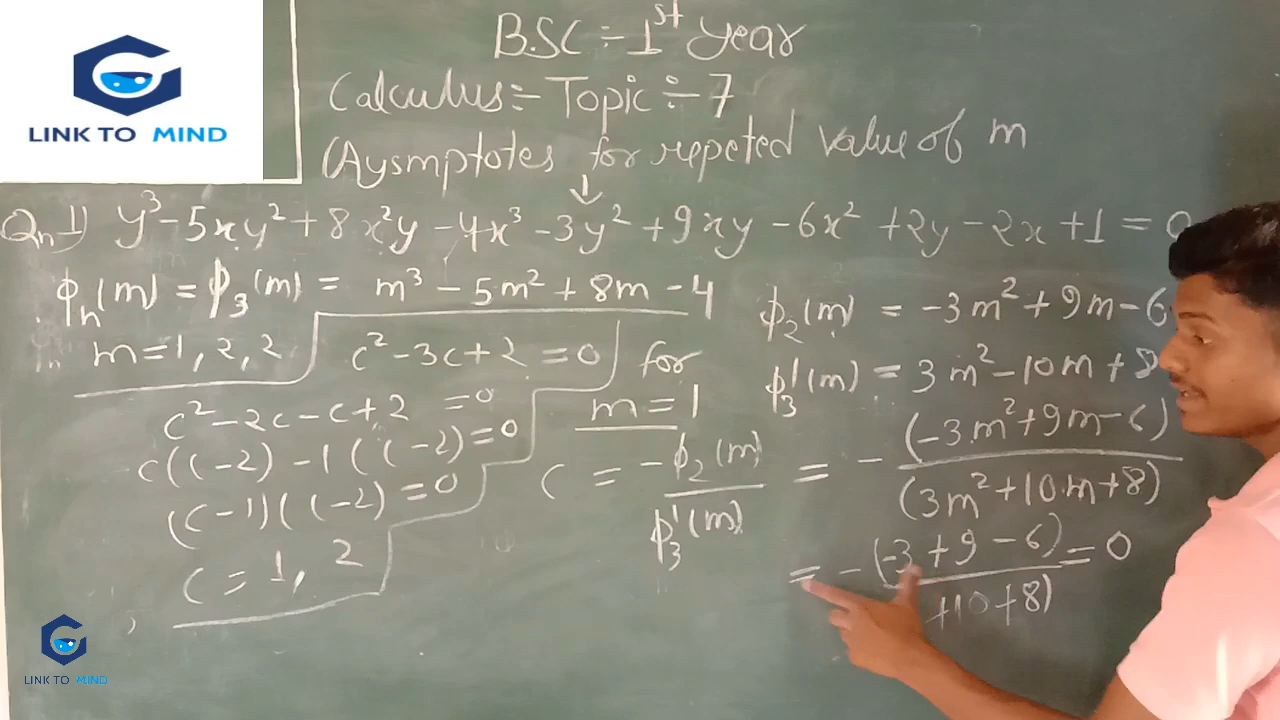 LINK TO MIND
B.SC ÷ 1st year
Calculus:- Topic ÷ 7
(Aysmptotes for repeted value of m
↓
Qn 1) y³ - 5xy² + 8x²y - 4x³ - 3y² + 9xy - 6x² + 2y - 2x + 1 = 0
ϕn(m) = ϕ3(m) = m³ - 5m² + 8m - 4
m = 1, 2, 2
c² - 3c + 2 = 0 for m = 1
c² - 2c - c + 2 = 0
c(c-2) - 1(c-2) = 0
(c-1)(c-2) = 0
c = 1, 2
ϕ2(m) = -3m² + 9m - 6
ϕ3'(m) = 3m² - 10m + 8
c = -ϕ2(m) / ϕ3'(m) = - (-3m² + 9m - 6) / (3m² + 10m + 8)
= - (-3 + 9 - 6) / +10 + 8) = 0
LINK TO MIND